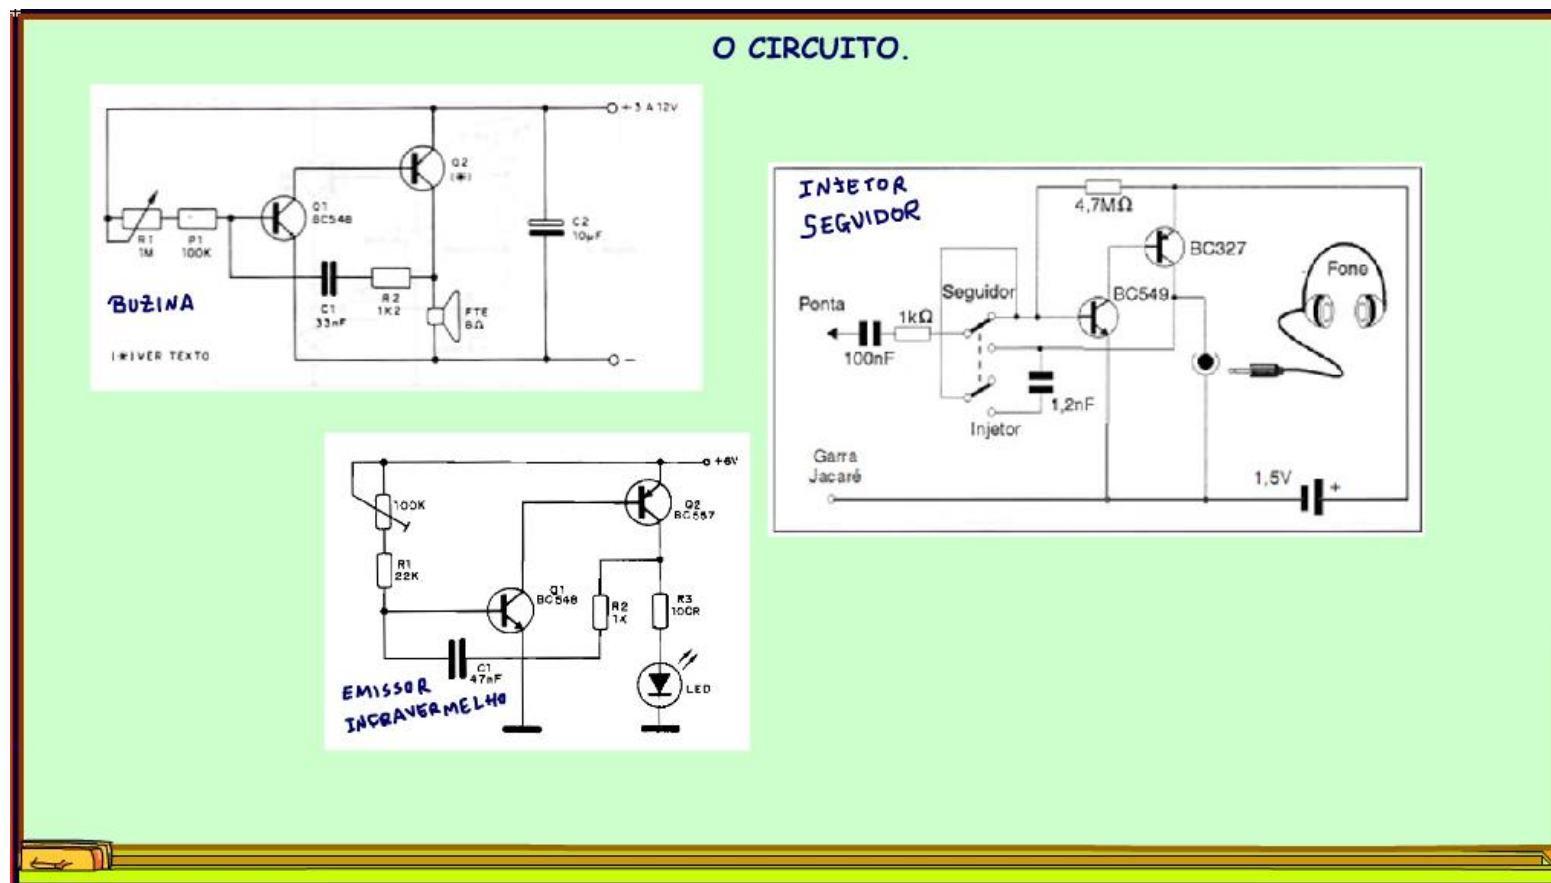 O CIRCUITO.
+3 A 12V
Q2
(*)
Q1
BC548
R1
1M
P1
100K
C2
10µF
C1
33nF
R2
1K2
FTE
8Ω
BUZINA
(*) VER TEXTO
-
INJETOR
SEGUIDOR
4,7MΩ
BC327
Fone
Seguidor
BC549
Ponta
1kΩ
100nF
1,2nF
Injetor
Garra
Jacaré
1,5V
+
+6V
100K
Q2
BC557
R1
22K
Q1
BC548
R2
1K
R3
100R
C1
47nF
LED
EMISSOR
INFRAVERMELHO